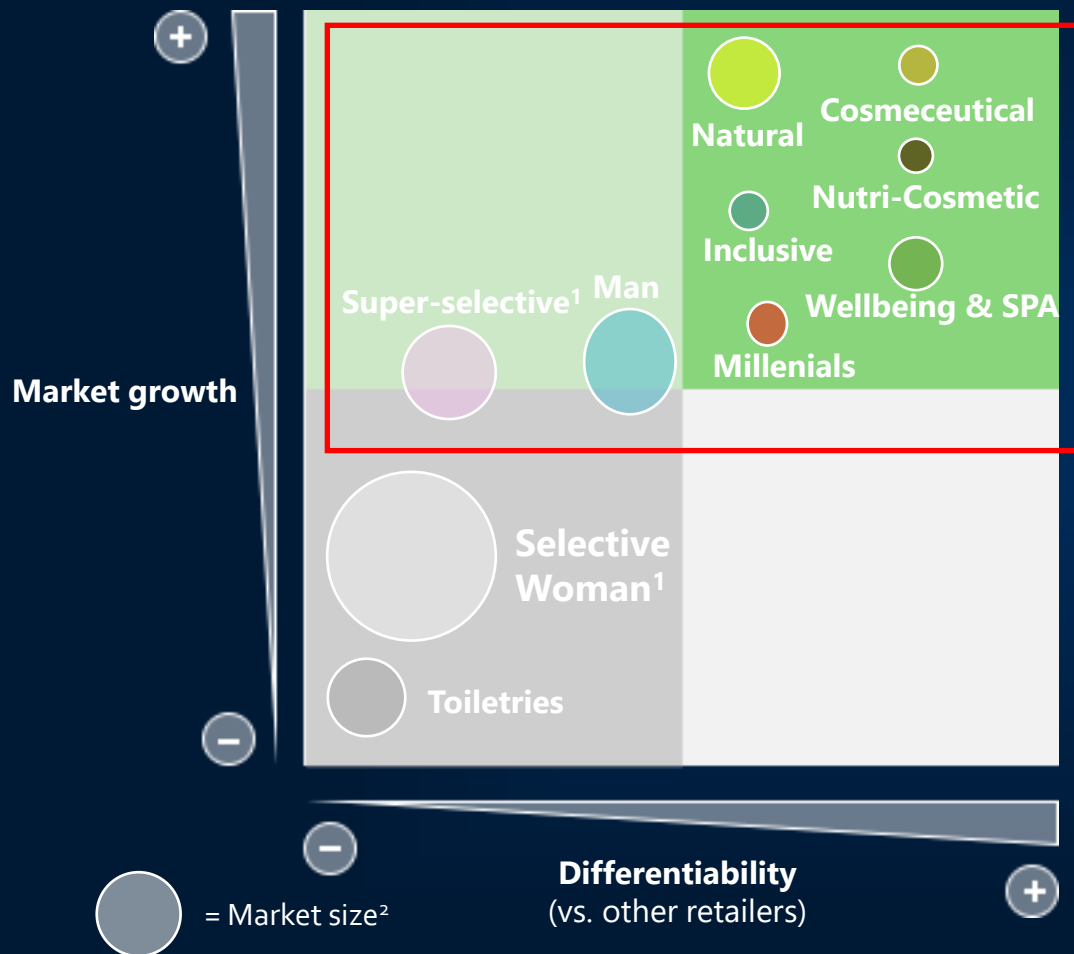 +
Natural
Cosmeceutical
Nutri-Cosmetic
Inclusive
Super-selective¹
Man
Wellbeing & SPA
Millenials
Market growth
Selective
Woman¹
Toiletries
–
–
Differentiability
(vs. other retailers)
+
= Market size²